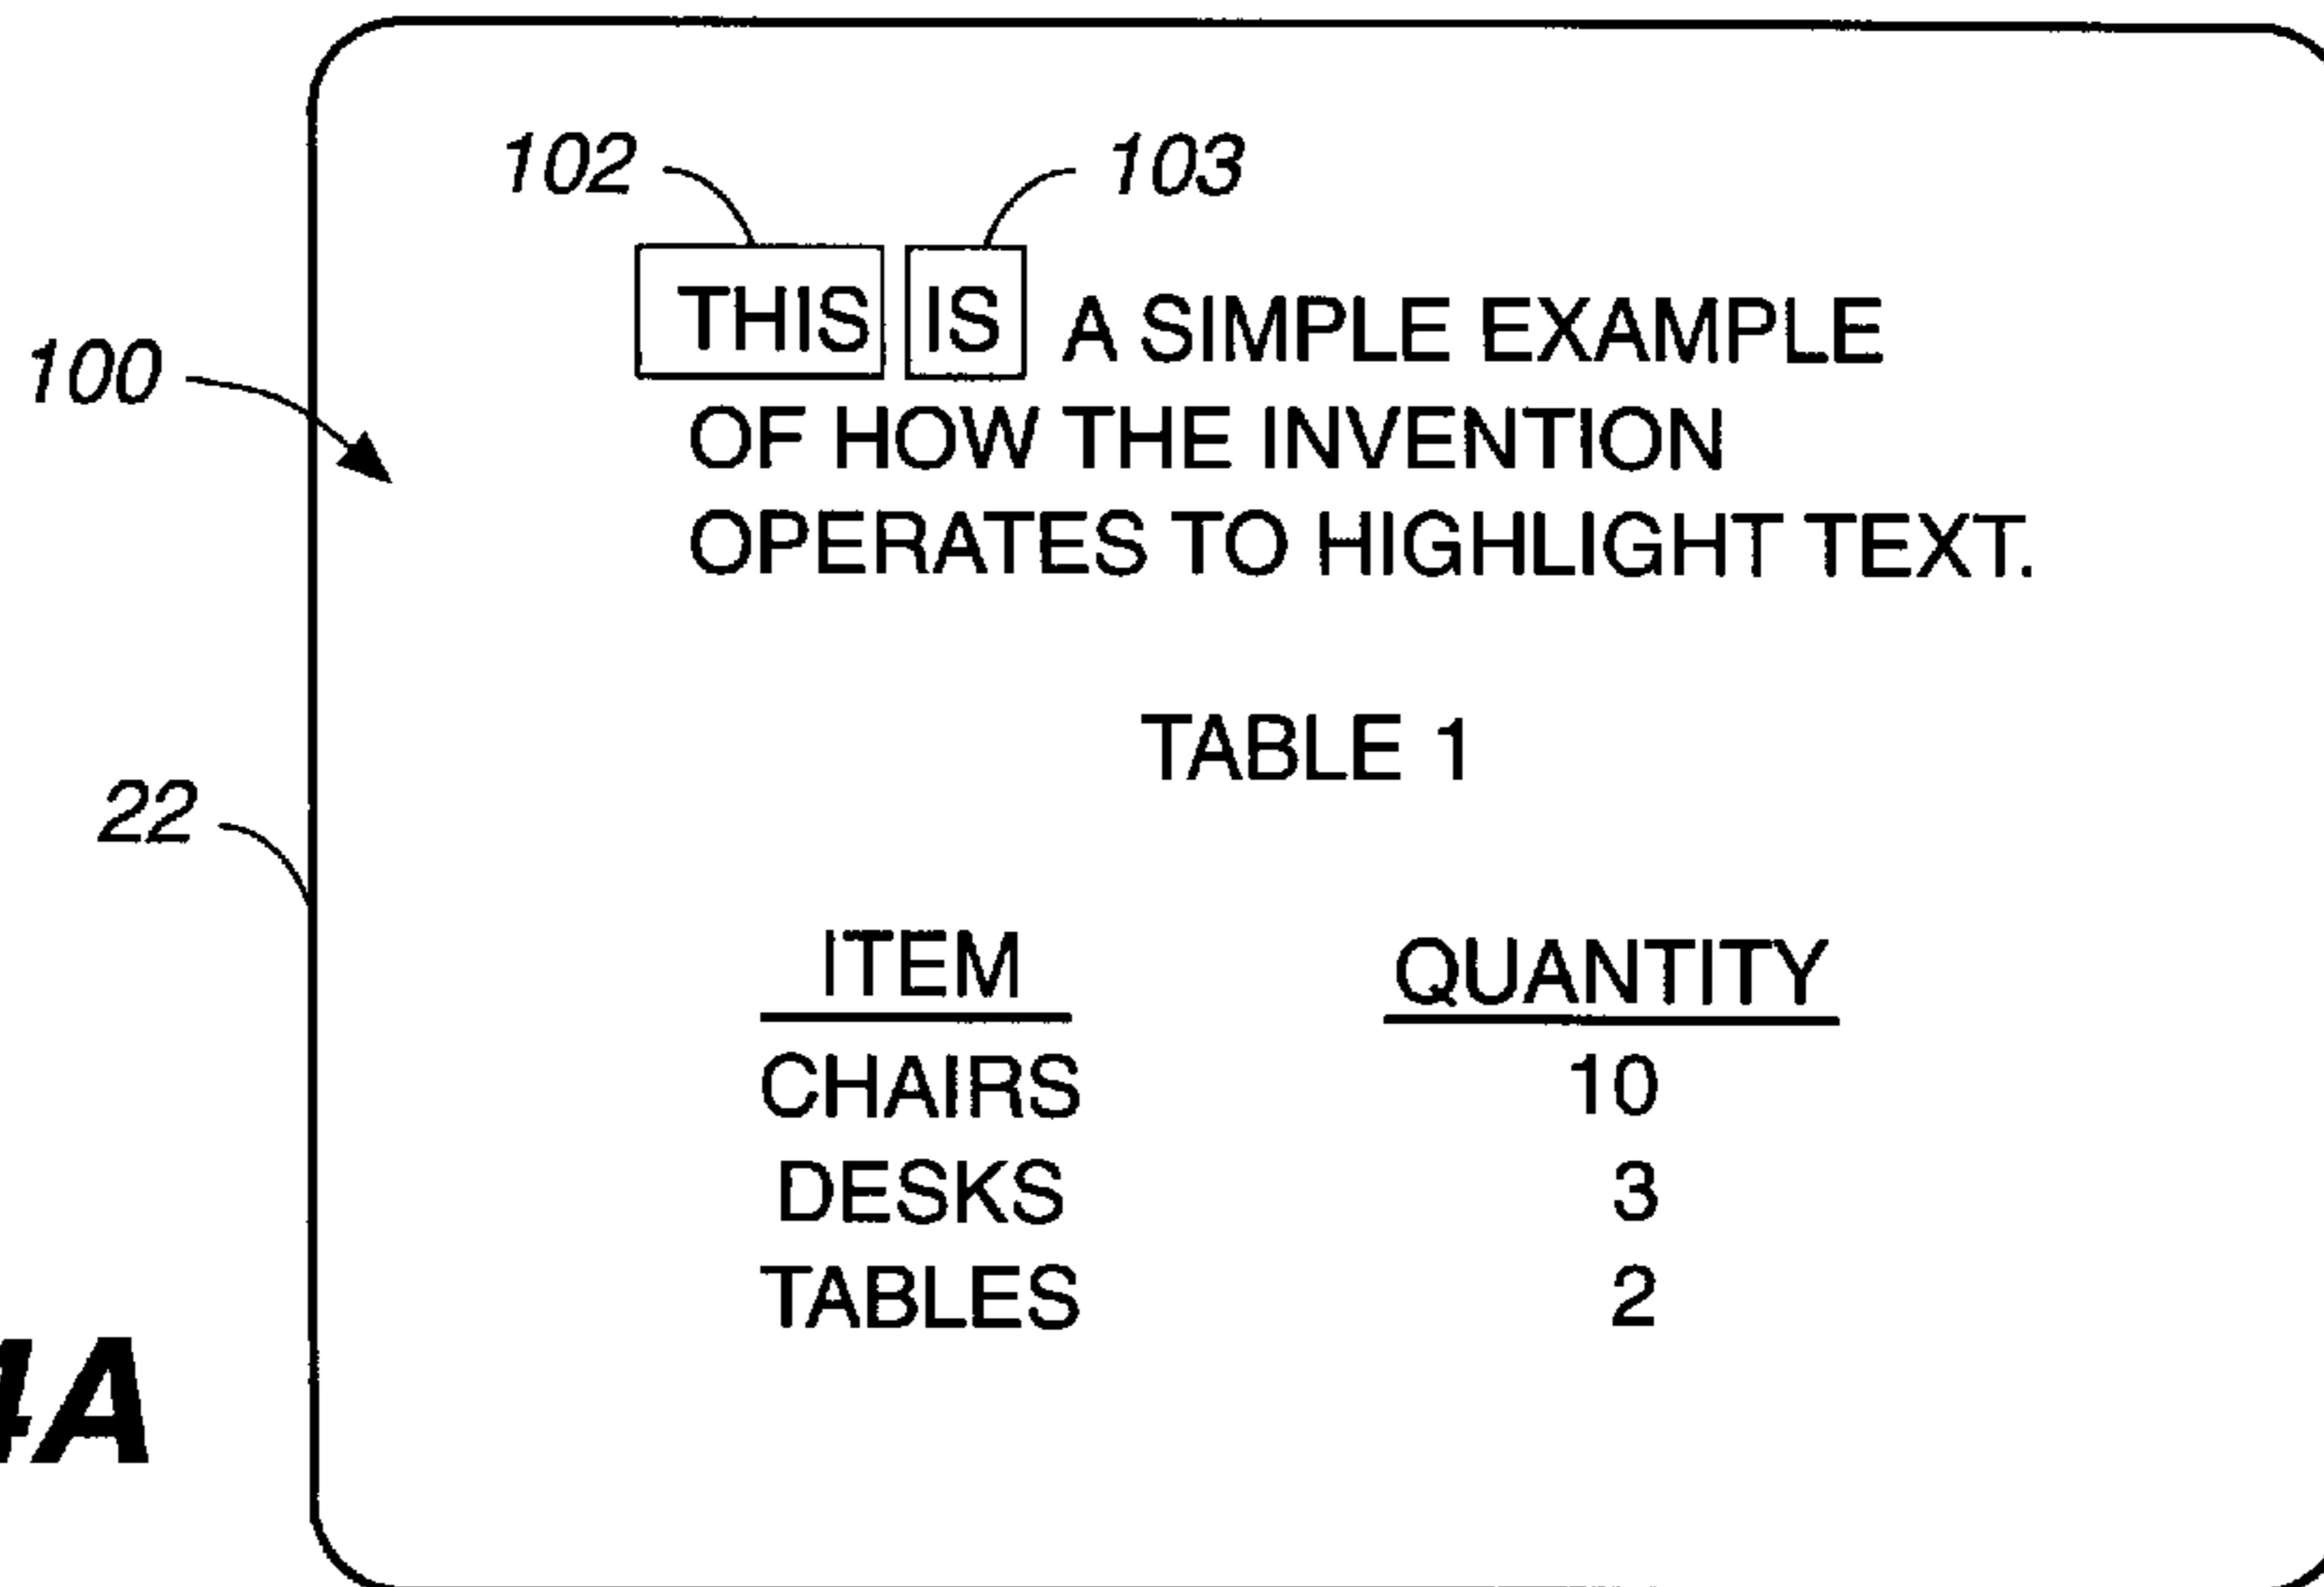 102 103
THIS IS A SIMPLE EXAMPLE
100
OF HOW THE INVENTION
OPERATES TO HIGHLIGHT TEXT.
TABLE 1
22
ITEM QUANTITY
CHAIRS 10
DESKS 3
TABLES 2
4A